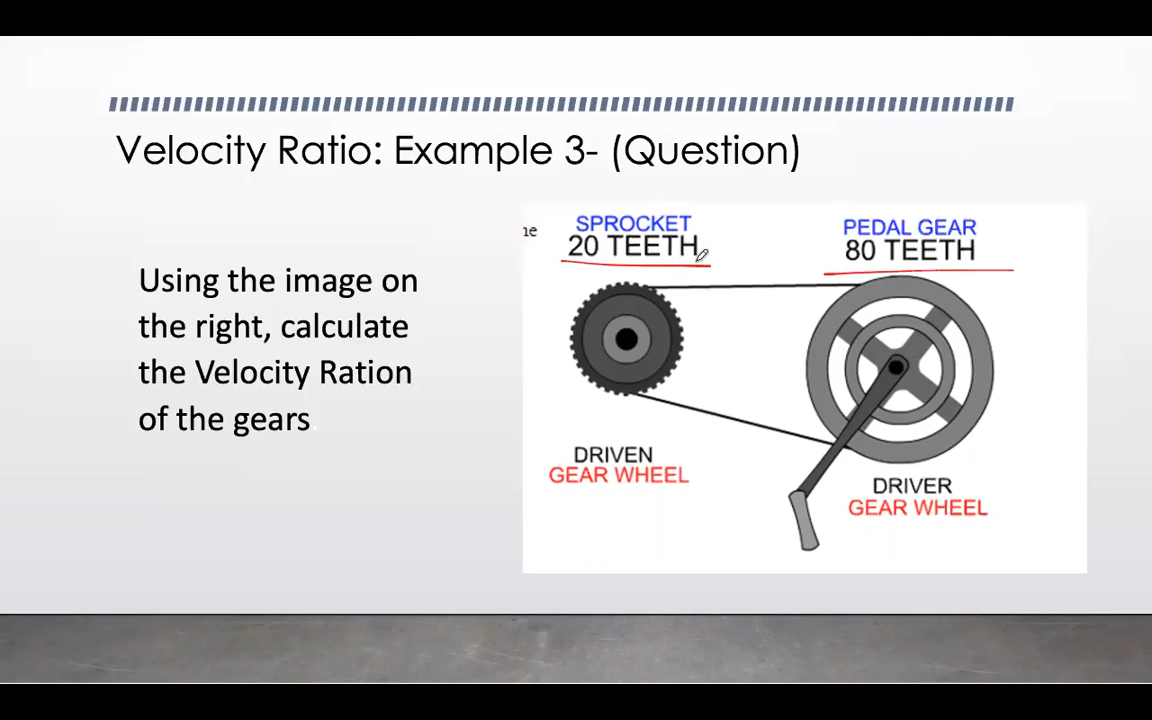 Velocity Ratio: Example 3- (Question)
Using the image on
the right, calculate
the Velocity Ration
of the gears.
ne
SPROCKET
20 TEETH
PEDAL GEAR
80 TEETH
DRIVEN
GEAR WHEEL
DRIVER
GEAR WHEEL